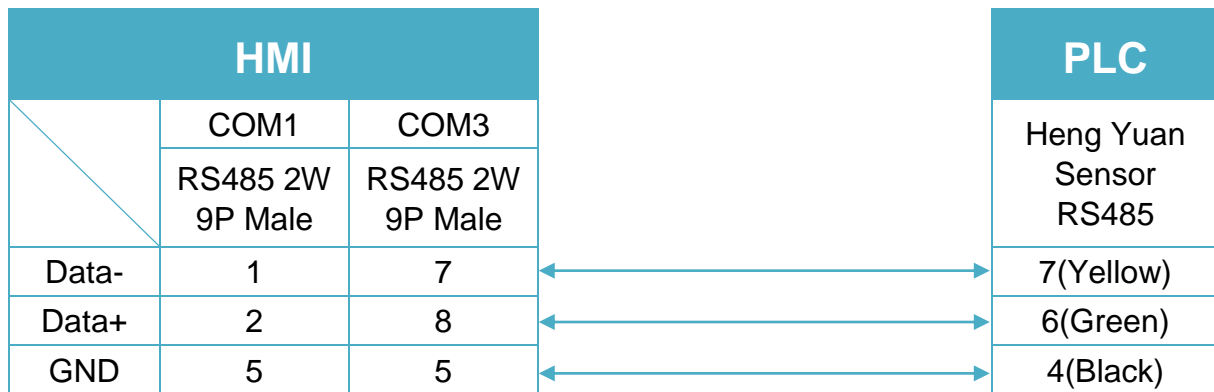 HMI PLC
COM1 COM3 Heng Yuan
Sensor
RS485
RS485 2W RS485 2W
9P Male 9P Male
Data- 1 7 7(Yellow)
Data+ 2 8 6(Green)
GND 5 5 4(Black)